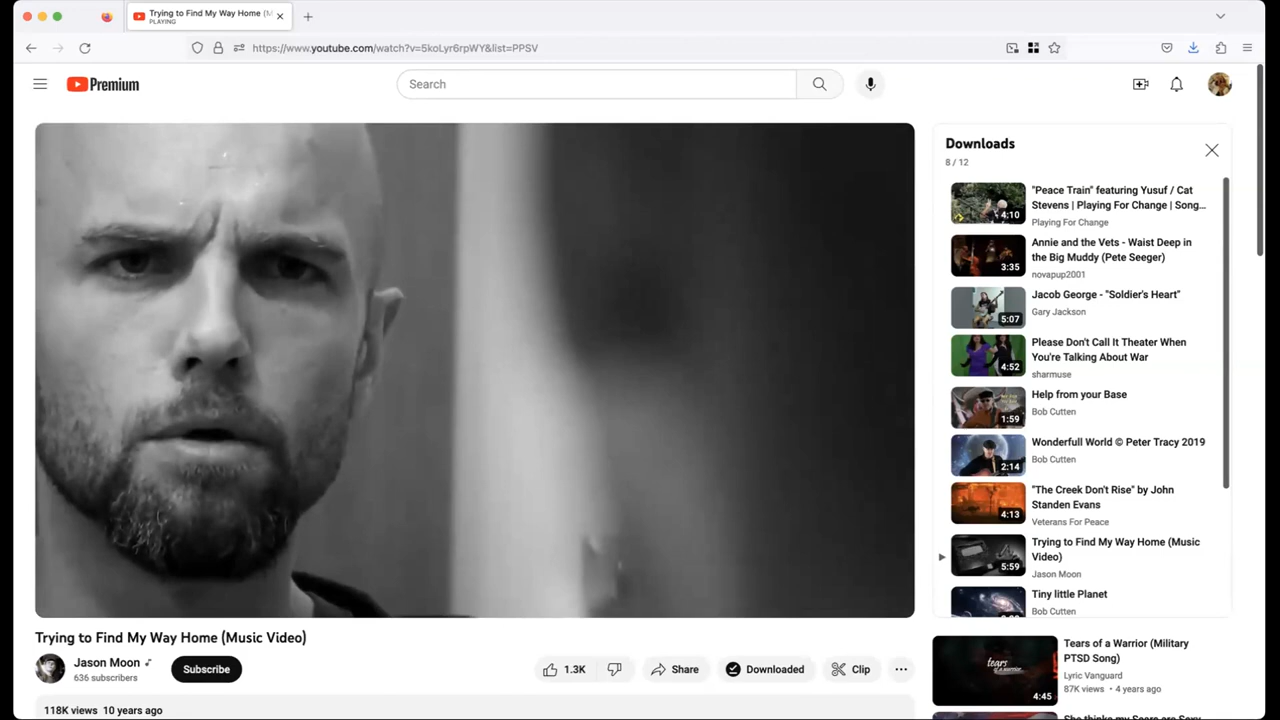 Trying to Find My Way Home (M
PLAYING
https://www.youtube.com/watch?v=5koLyr6rpWY&list=PPSV
Premium
Search
Downloads
8 / 12
4:10
"Peace Train" featuring Yusuf / Cat
Stevens | Playing For Change | Song...
Playing For Change
3:35
Annie and the Vets - Waist Deep in
the Big Muddy (Pete Seeger)
novapup2001
5:07
Jacob George - "Soldier's Heart"
Gary Jackson
4:52
Please Don't Call It Theater When
You're Talking About War
sharmuse
1:59
Help from your Base
Bob Cutten
2:14
Wonderfull World © Peter Tracy 2019
Bob Cutten
4:13
"The Creek Don't Rise" by John
Standen Evans
Veterans For Peace
5:59
Trying to Find My Way Home (Music
Video)
Jason Moon
Tiny little Planet
Bob Cutten
Trying to Find My Way Home (Music Video)
Jason Moon
636 subscribers
Subscribe
1.3K
Share
Downloaded
Clip
118K views 10 years ago
tears
of a warrior
4:45
Tears of a Warrior (Military
PTSD Song)
Lyric Vanguard
87K views • 4 years ago